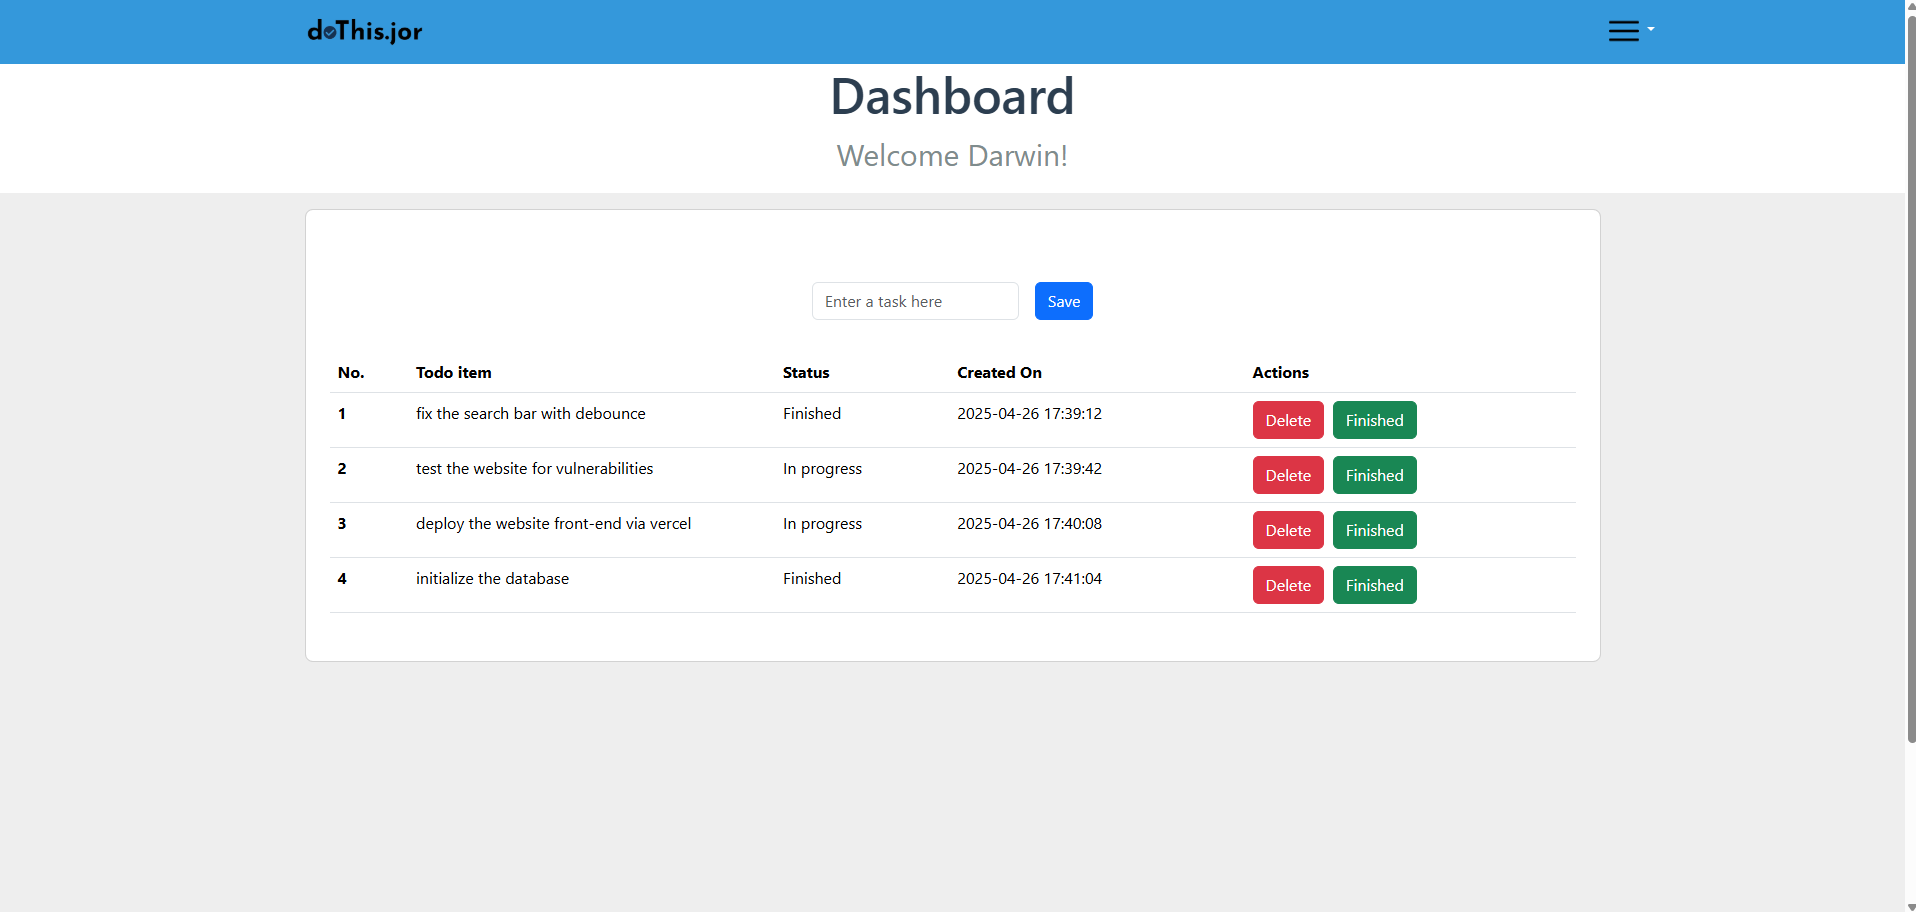 doThis.jor
Dashboard
Welcome Darwin!
Enter a task here Save
No. Todo item Status Created On Actions
1 fix the search bar with debounce Finished 2025-04-26 17:39:12 Delete Finished
2 test the website for vulnerabilities In progress 2025-04-26 17:39:42 Delete Finished
3 deploy the website front-end via vercel In progress 2025-04-26 17:40:08 Delete Finished
4 initialize the database Finished 2025-04-26 17:41:04 Delete Finished